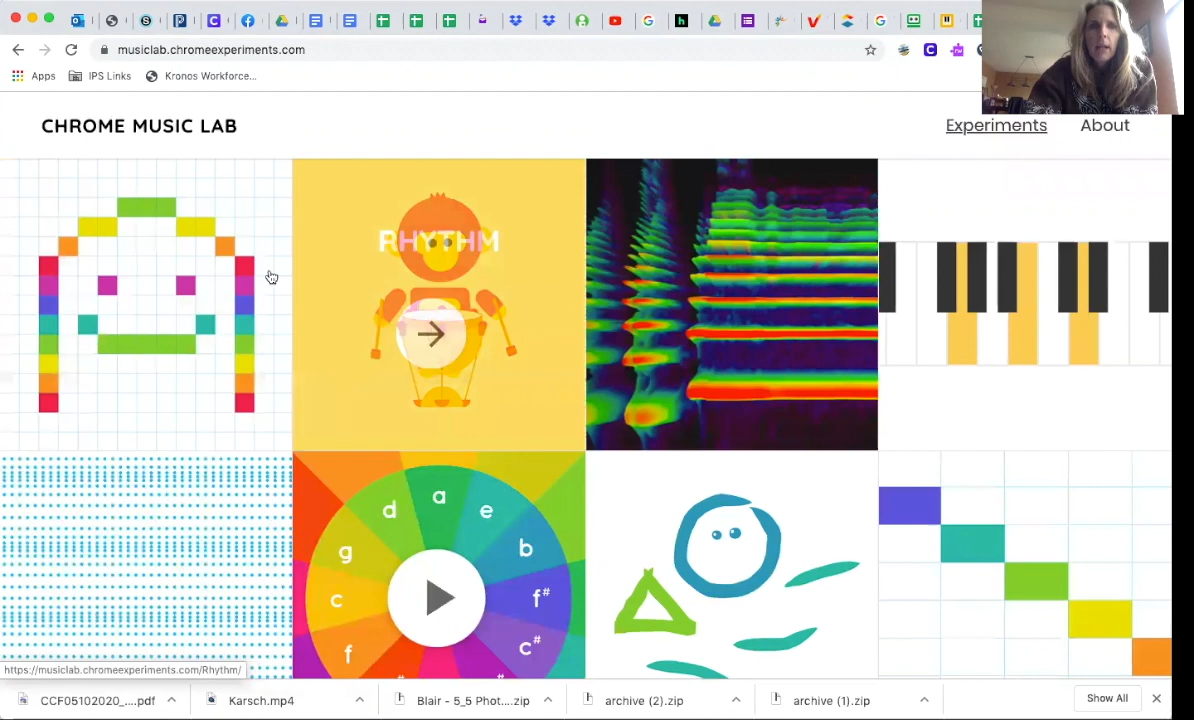 musiclab.chromeexperiments.com
Apps IPS Links Kronos Workforce...
CHROME MUSIC LAB
Experiments About
RHYTHM
a
d e
g b
c f#
f c#
https://musiclab.chromeexperiments.com/Rhythm/
CCF05102020_....pdf Karsch.mp4 Blair - 5_5 Phot....zip archive (2).zip archive (1).zip Show All